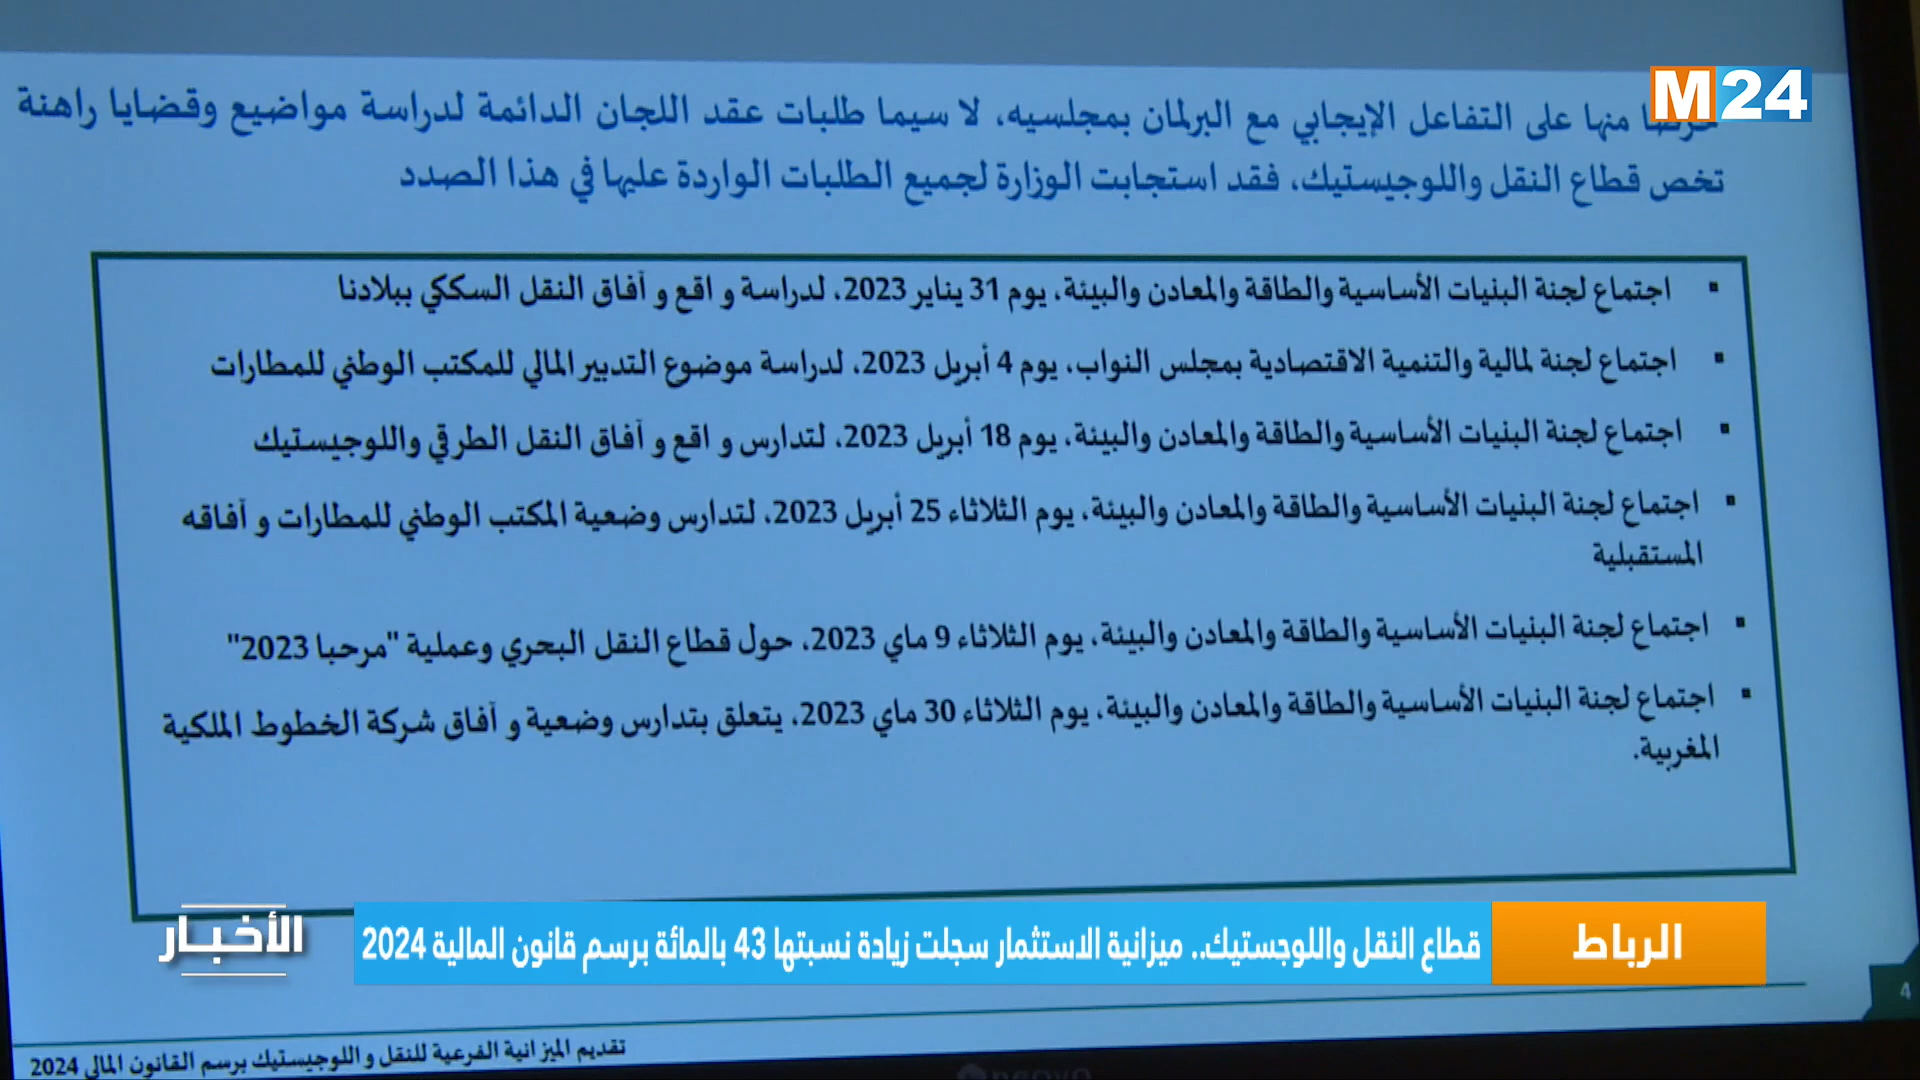 M24
منها على التفاعل الإيجابي مع البرلمان بمجلسيه، لا سيما طلبات عقد اللجان الدائمة لدراسة مواضيع وقضايا راهنة
تخص قطاع النقل واللوجيستيك، فقد استجابت الوزارة لجميع الطلبات الواردة عليها في هذا الصدد
▪ اجتماع لجنة البنيات الأساسية والطاقة والمعادن والبيئة، يوم 31 يناير 2023، لدراسة و اقع و آفاق النقل السككي ببلادنا
▪ اجتماع لجنة لمالية والتنمية الاقتصادية بمجلس النواب، يوم 4 أبريل 2023، لدراسة موضوع التدبير المالي للمكتب الوطني للمطارات
▪ اجتماع لجنة البنيات الأساسية والطاقة والمعادن والبيئة، يوم 18 أبريل 2023، لتدارس و اقع و آفاق النقل الطرقي واللوجيستيك
▪ اجتماع لجنة البنيات الأساسية والطاقة والمعادن والبيئة، يوم الثلاثاء 25 أبريل 2023، لتدارس وضعية المكتب الوطني للمطارات و آفاقه
المستقبلية
▪ اجتماع لجنة البنيات الأساسية والطاقة والمعادن والبيئة، يوم الثلاثاء 9 ماي 2023، حول قطاع النقل البحري وعملية "مرحبا 2023"
▪ اجتماع لجنة البنيات الأساسية والطاقة والمعادن والبيئة، يوم الثلاثاء 30 ماي 2023، يتعلق بتدارس وضعية و آفاق شركة الخطوط الملكية
المغربية.
الرباط
قطاع النقل واللوجستيك.. ميزانية الاستثمار سجلت زيادة نسبتها 43 بالمائة برسم قانون المالية 2024
الأخبار
4
تقديم الميزانية الفرعية للنقل و اللوجيستيك برسم القانون المالي 2024